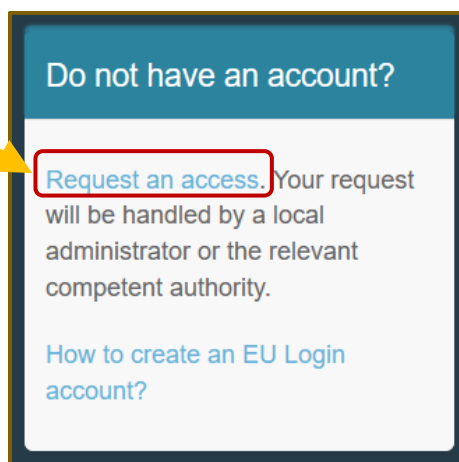 Do not have an account?
Request an access. Your request
will be handled by a local
administrator or the relevant
competent authority.
How to create an EU Login
account?